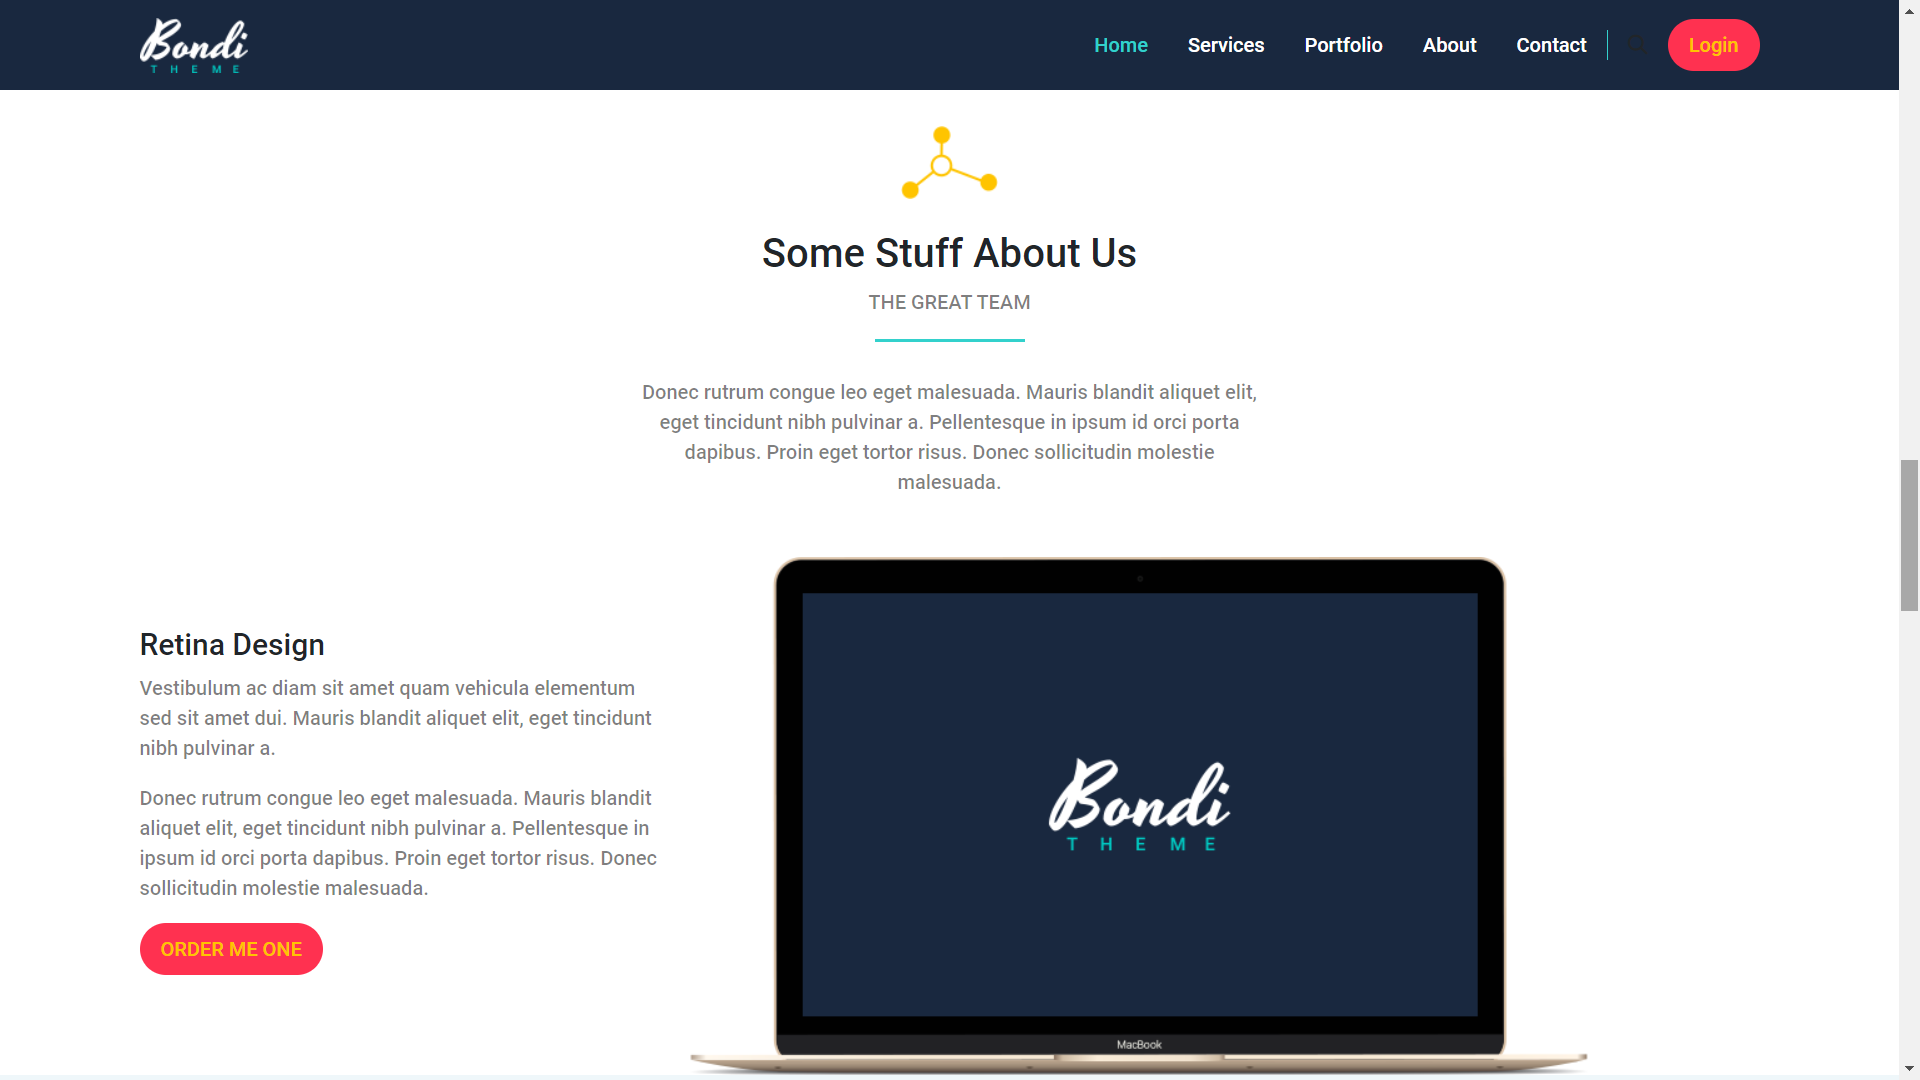 Bondi
THEME
Home Services Portfolio About Contact Login
Some Stuff About Us
THE GREAT TEAM
Donec rutrum congue leo eget malesuada. Mauris blandit aliquet elit,
eget tincidunt nibh pulvinar a. Pellentesque in ipsum id orci porta
dapibus. Proin eget tortor risus. Donec sollicitudin molestie
malesuada.
Retina Design
Vestibulum ac diam sit amet quam vehicula elementum
sed sit amet dui. Mauris blandit aliquet elit, eget tincidunt
nibh pulvinar a.
Donec rutrum congue leo eget malesuada. Mauris blandit
aliquet elit, eget tincidunt nibh pulvinar a. Pellentesque in
ipsum id orci porta dapibus. Proin eget tortor risus. Donec
sollicitudin molestie malesuada.
ORDER ME ONE
Bondi
THEME
MacBook